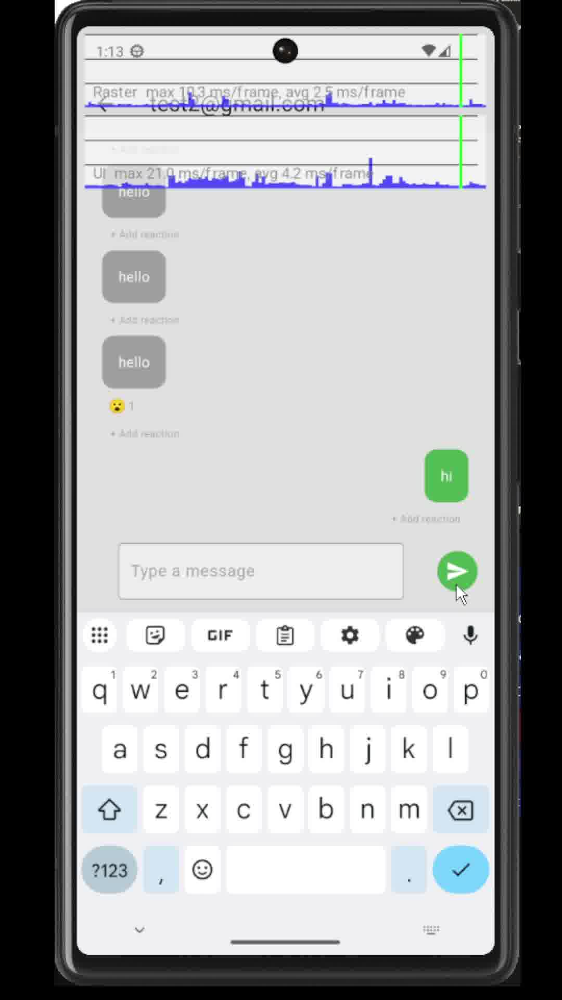 1:13
Raster max 19.3 ms/frame, avg 2.5 ms/frame
test2@gmail.com
+ Add reaction
UI max 21.0 ms/frame, avg 4.2 ms/frame
hello
+ Add reaction
hello
+ Add reaction
hello
😮 1
+ Add reaction
hi
+ Add reaction
Type a message
GIF
1 2 3 4 5 6 7 8 9 0
q w e r t y u i o p
a s d f g h j k l
z x c v b n m
?123 , .